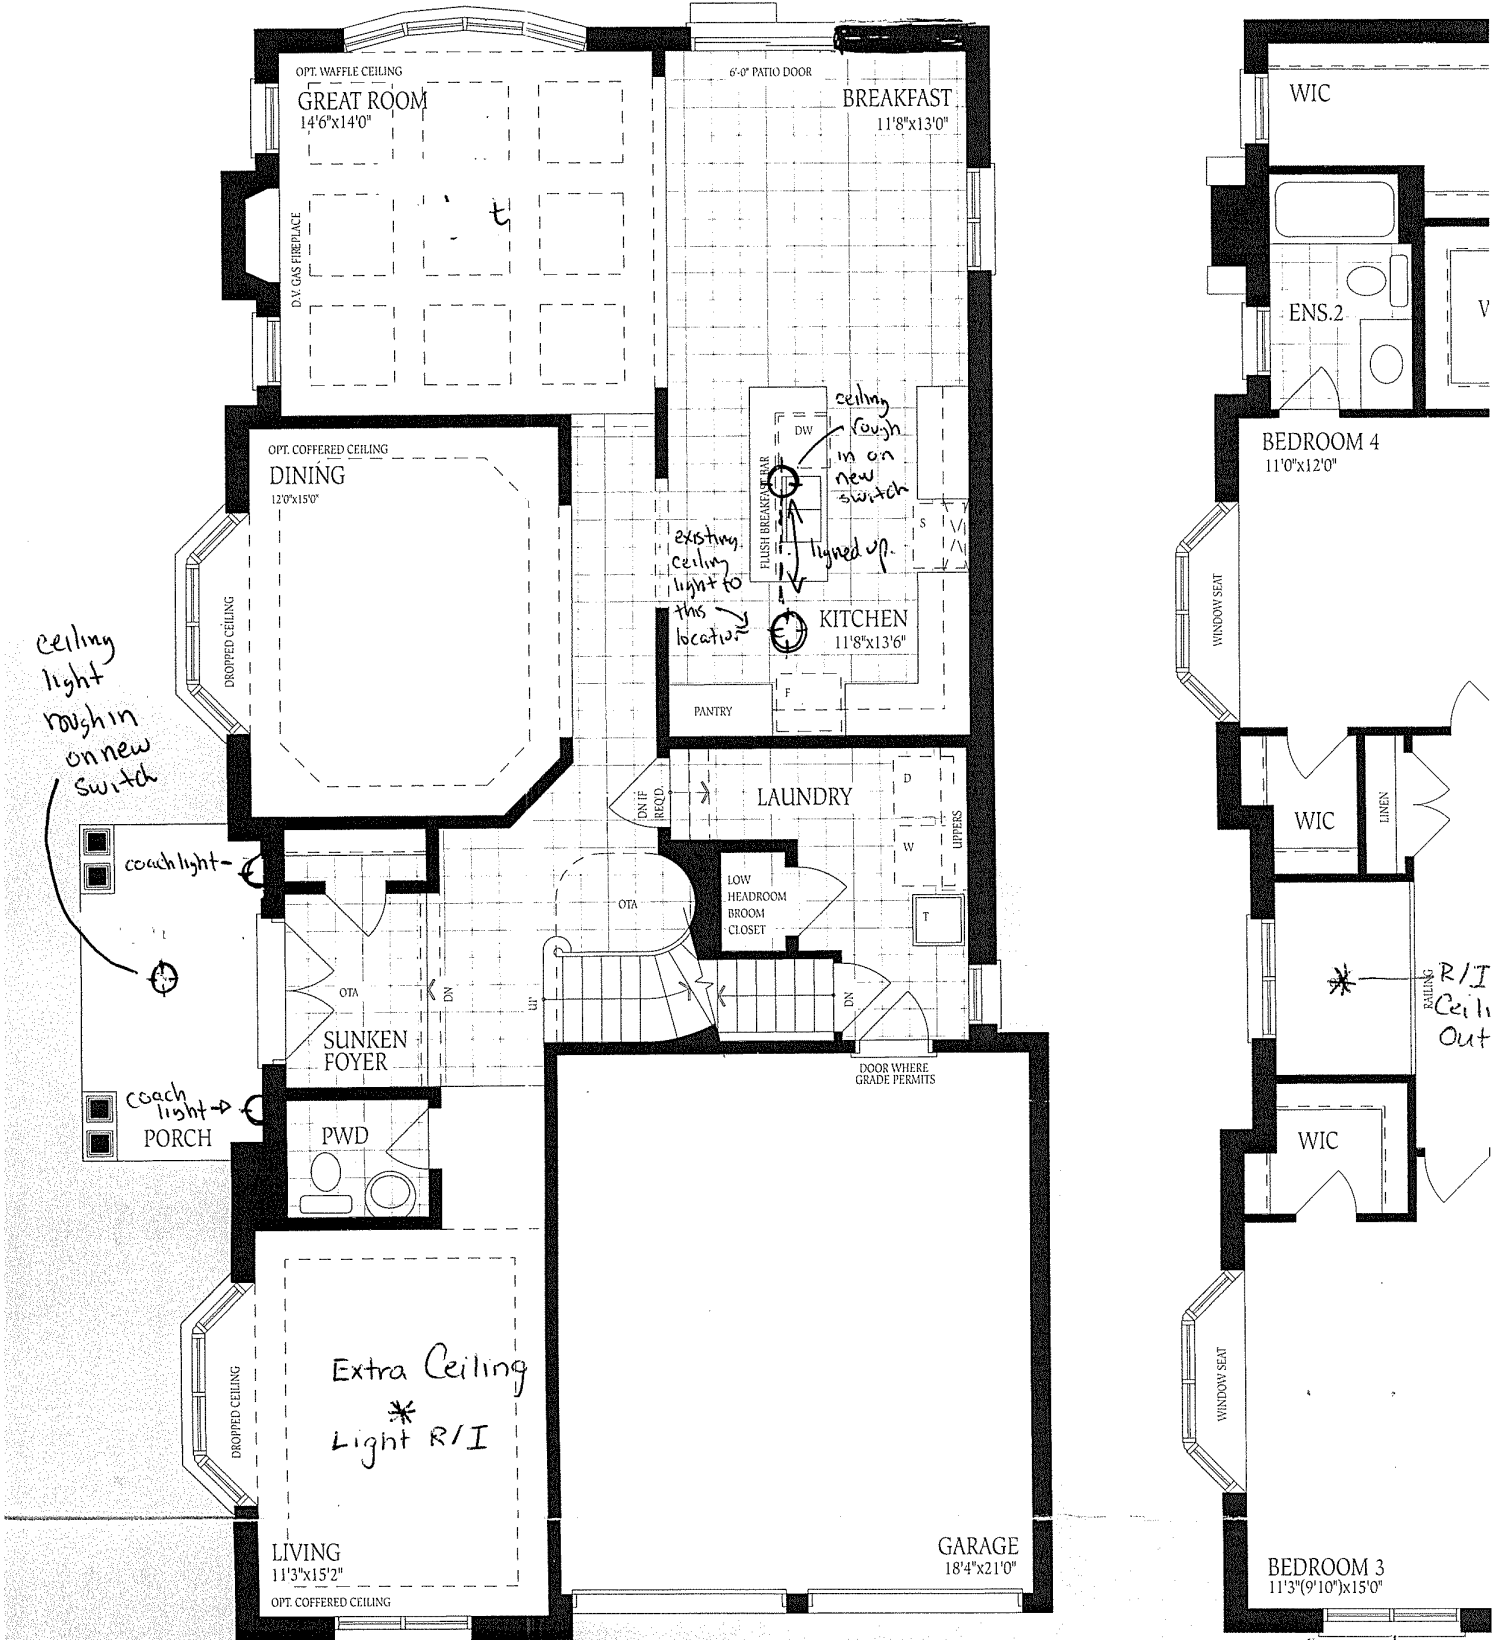 OPT. WAFFLE CEILING
GREAT ROOM
14'6"x14'0"
D.V. GAS FIREPLACE
6'-0" PATIO DOOR
BREAKFAST
11'8"x13'0"
OPT. COFFERED CEILING
DINING
12'0"x15'0"
DROPPED CEILING
DW
FLUSH BREAKFAST BAR
ceiling
rough
in on
new
switch
S
existing
ceiling
light to
this
location
ligned up.
KITCHEN
11'8"x13'6"
F
PANTRY
ceiling
light
rough in
on new
switch
coach light
coach
light
PORCH
DN IF
REQ'D.
LAUNDRY
D
W
UPPERS
LOW
HEADROOM
BROOM
CLOSET
T
OTA
OTA
DN
UP
DN
SUNKEN
FOYER
DOOR WHERE
GRADE PERMITS
PWD
Extra Ceiling
Light R/I
DROPPED CEILING
LIVING
11'3"x15'2"
OPT. COFFERED CEILING
GARAGE
18'4"x21'0"
WIC
ENS.2
BEDROOM 4
11'0"x12'0"
WINDOW SEAT
WIC
LINEN
RAILING
R/I
Ceili
Out
WIC
WINDOW SEAT
BEDROOM 3
11'3"(9'10")x15'0"